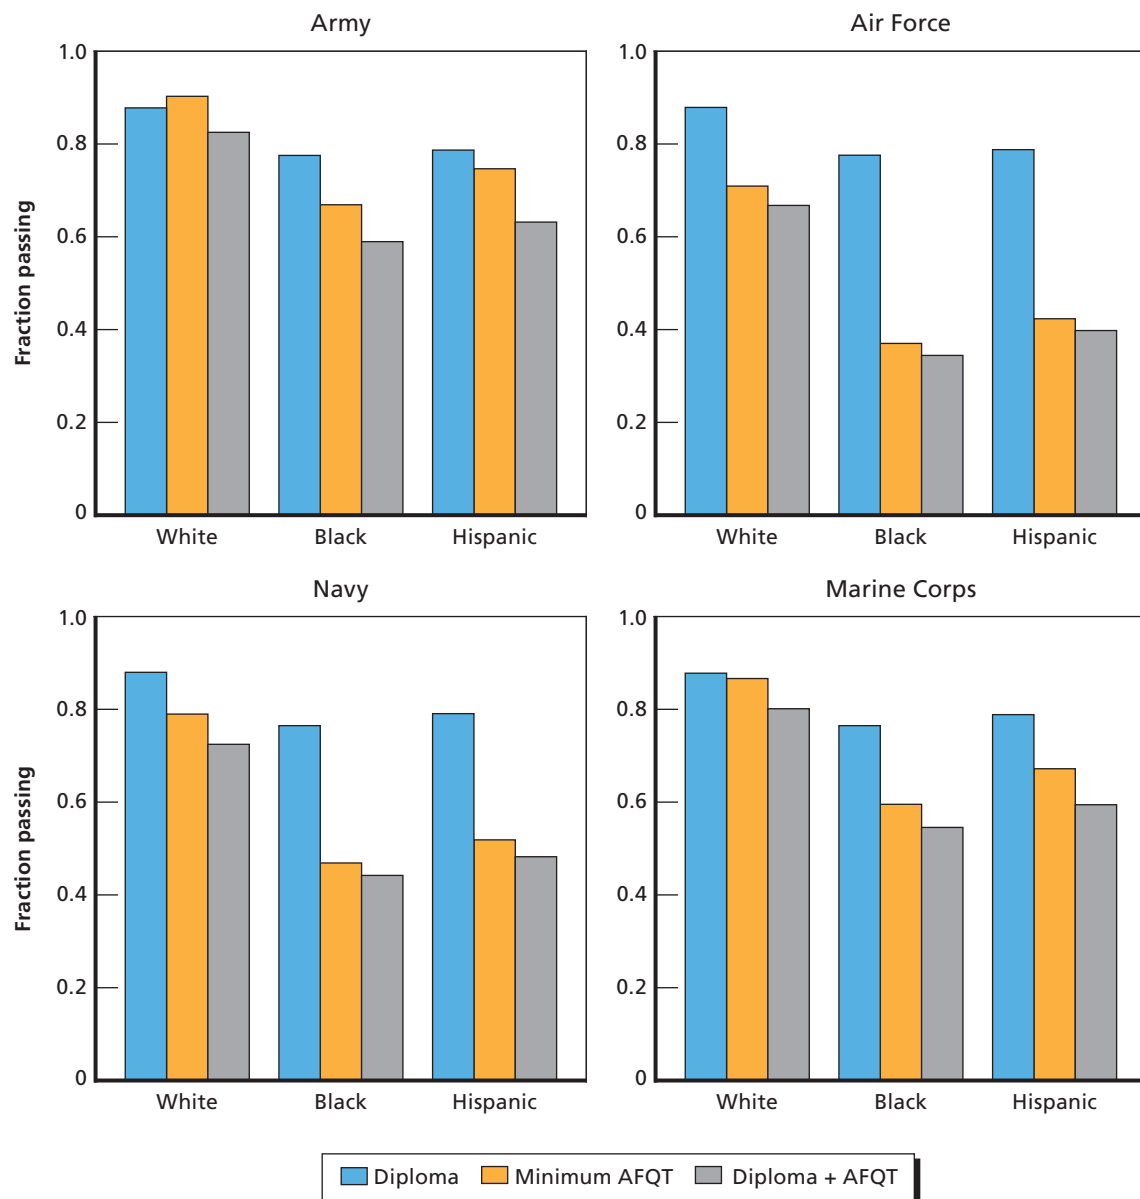 Army
Air Force
1.0
0.8
0.6
0.4
0.2
0
Fraction passing
White Black Hispanic
1.0
0.8
0.6
0.4
0.2
0
White Black Hispanic
Navy
Marine Corps
1.0
0.8
0.6
0.4
0.2
0
Fraction passing
White Black Hispanic
1.0
0.8
0.6
0.4
0.2
0
White Black Hispanic
Diploma Minimum AFQT Diploma + AFQT